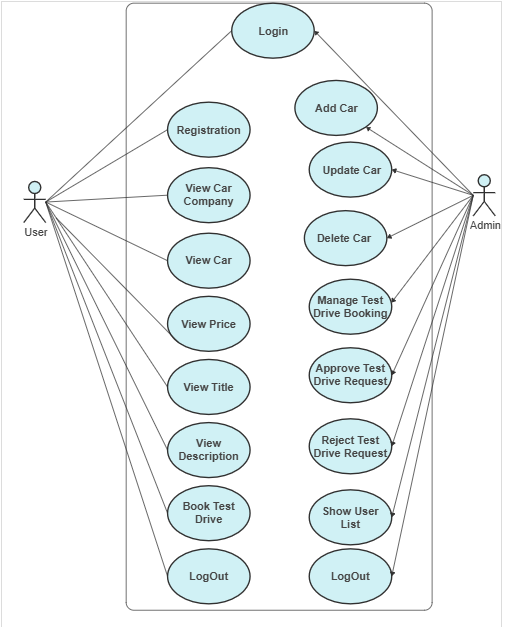 Login
Add Car
Registration
Update Car
View Car
Company
User
Admin
Delete Car
View Car
Manage Test
Drive Booking
View Price
Approve Test
Drive Request
View Title
Reject Test
Drive Request
View
Description
Book Test
Drive
Show User
List
LogOut
LogOut